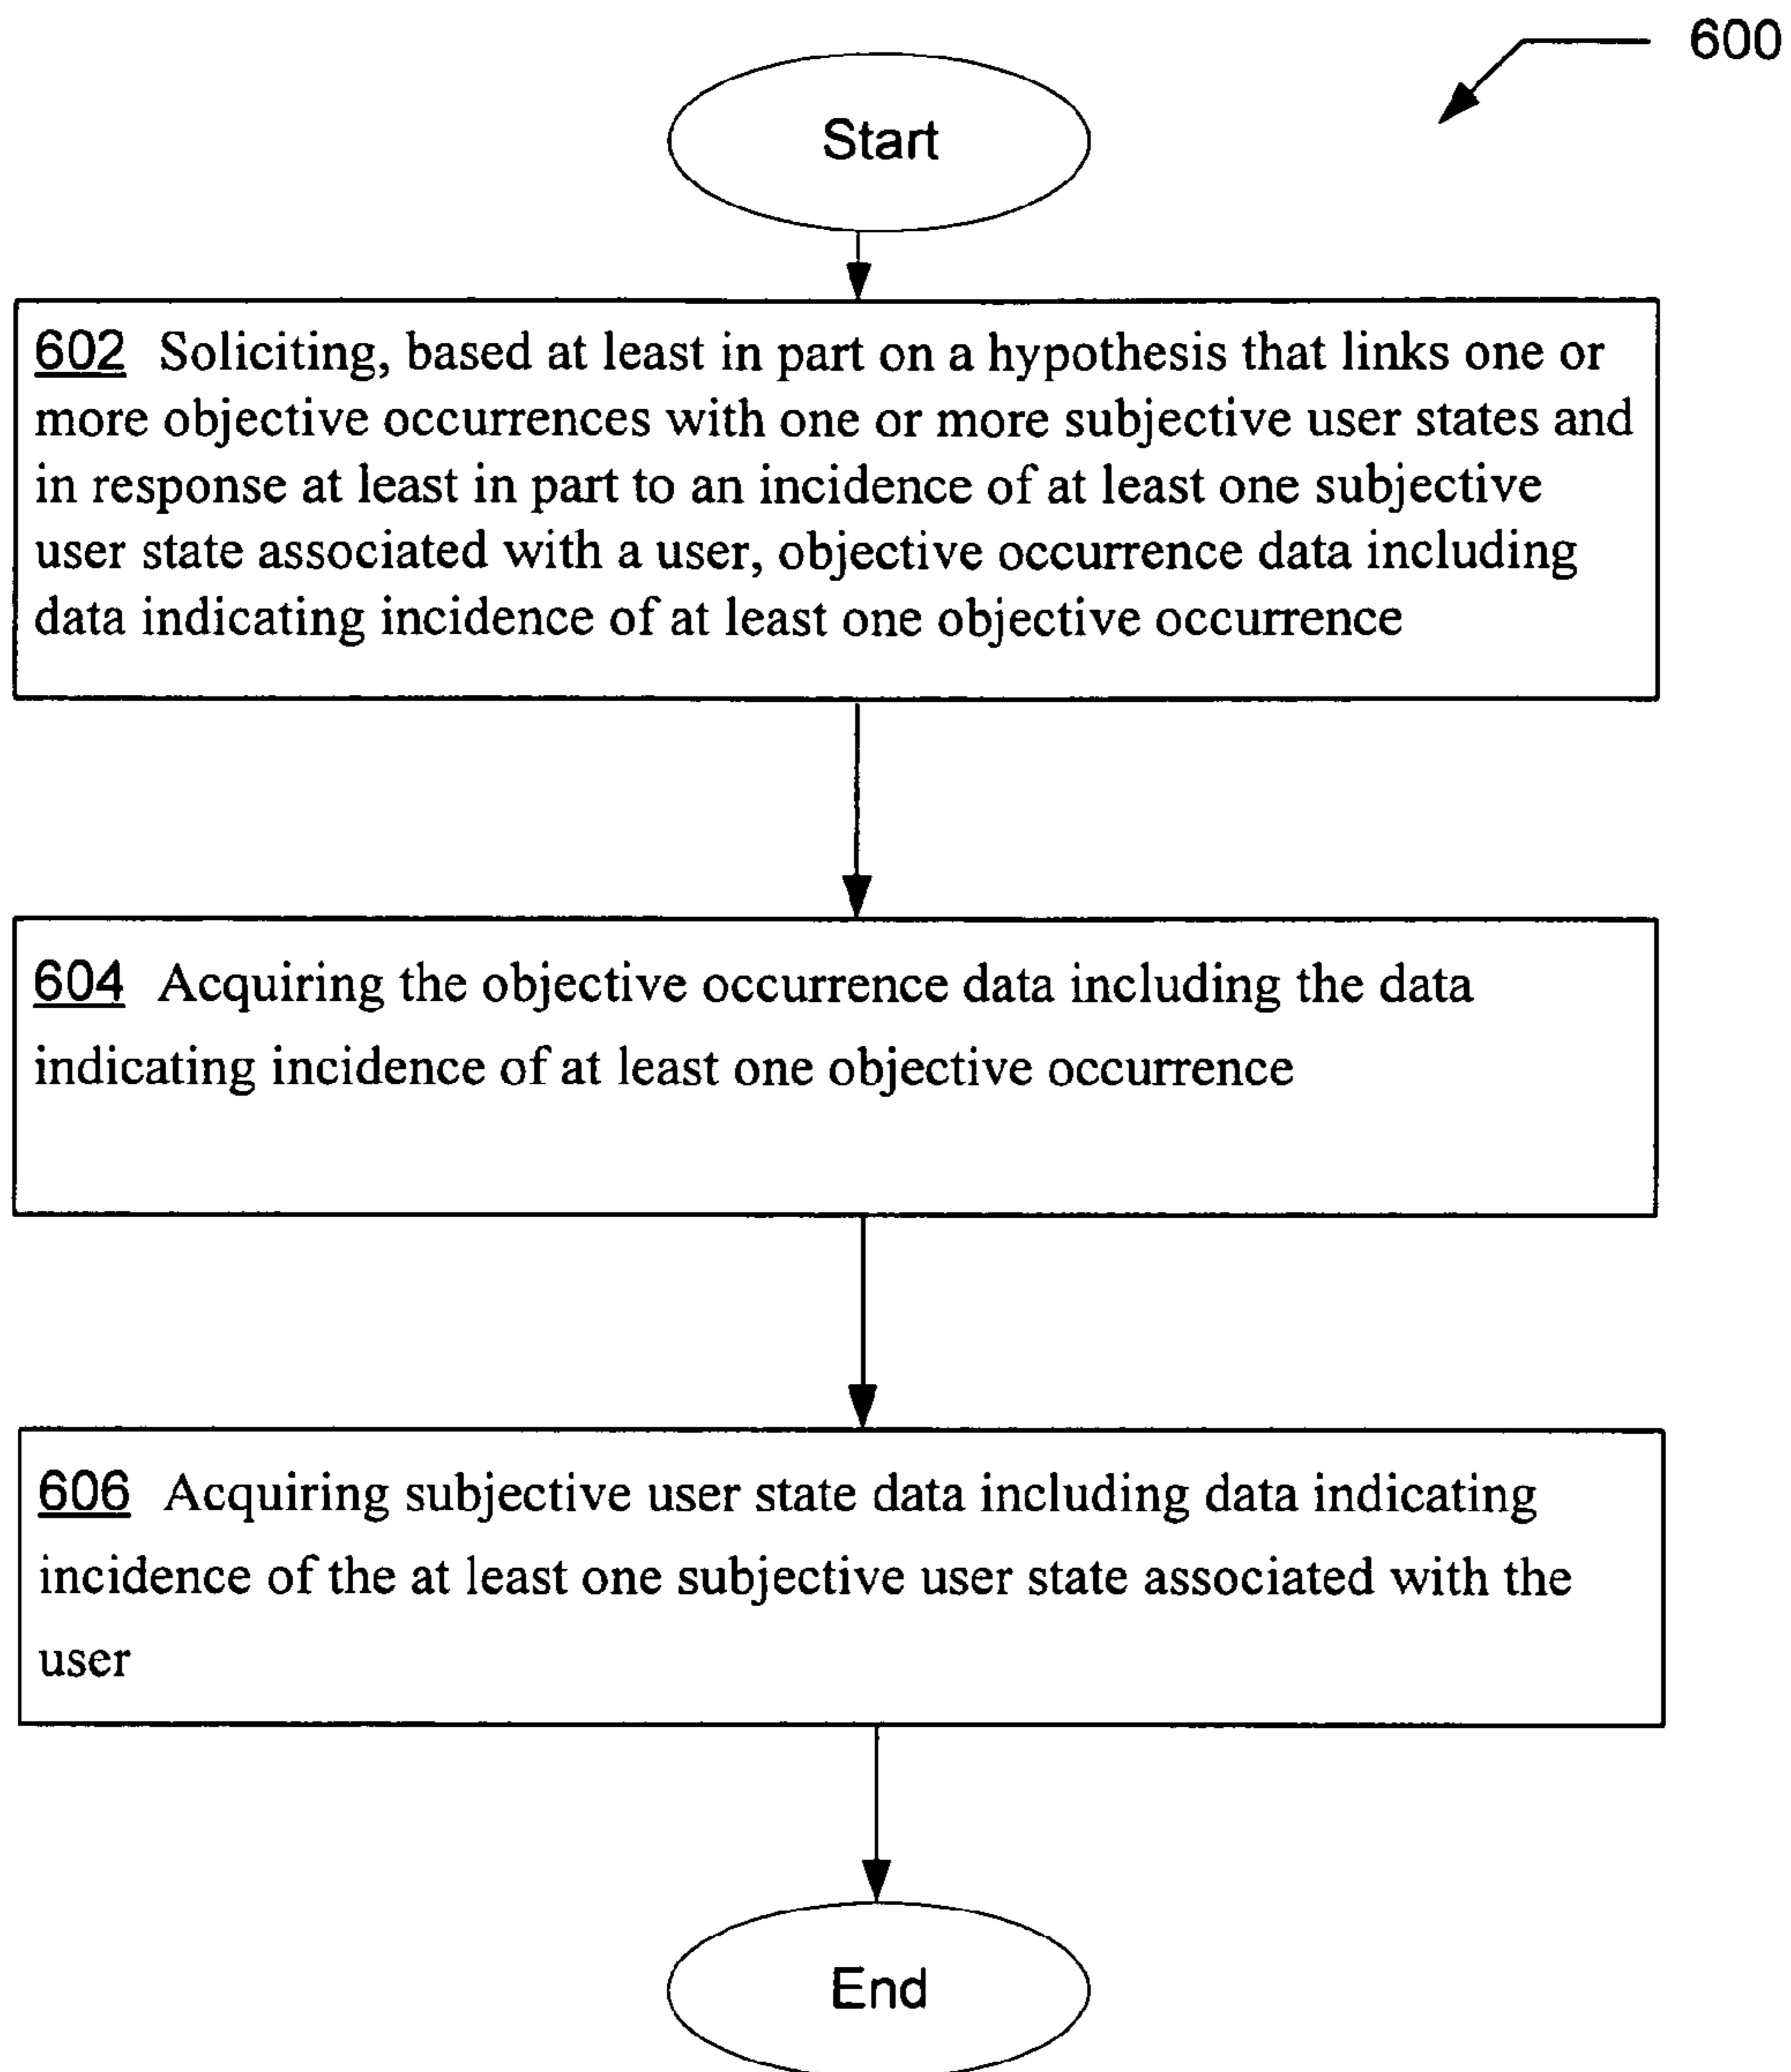 600
Start
602 Soliciting, based at least in part on a hypothesis that links one or
more objective occurrences with one or more subjective user states and
in response at least in part to an incidence of at least one subjective
user state associated with a user, objective occurrence data including
data indicating incidence of at least one objective occurrence
604 Acquiring the objective occurrence data including the data
indicating incidence of at least one objective occurrence
606 Acquiring subjective user state data including data indicating
incidence of the at least one subjective user state associated with the
user
End